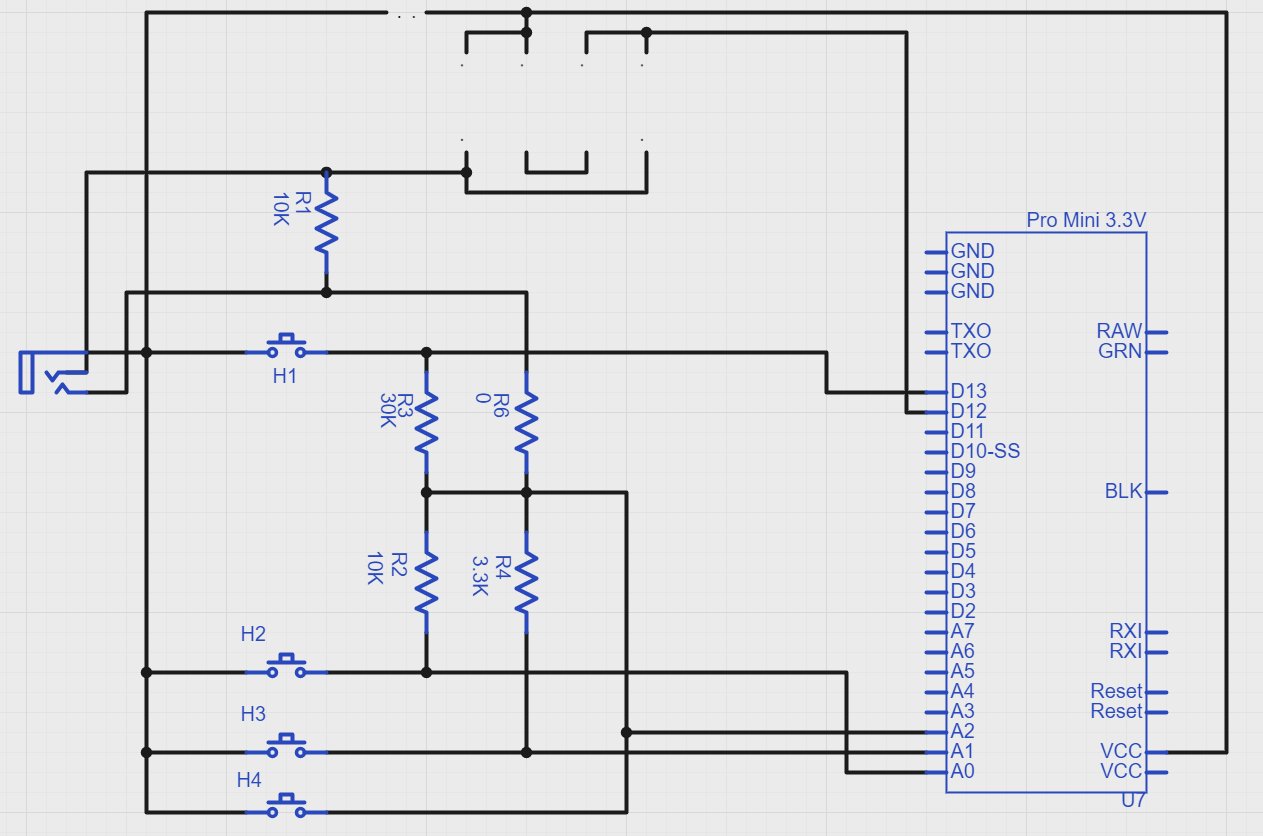 R1
10K
Pro Mini 3.3V
GND
GND
GND
TXO
RAW
TXO
GRN
H1
R3
30K
R6
0
D13
D12
D11
D10-SS
D9
D8
BLK
D7
D6
D5
D4
D3
D2
R2
10K
R4
3.3K
H2
A7
RXI
A6
RXI
A5
A4
Reset
A3
Reset
H3
A2
A1
VCC
A0
VCC
H4
U7